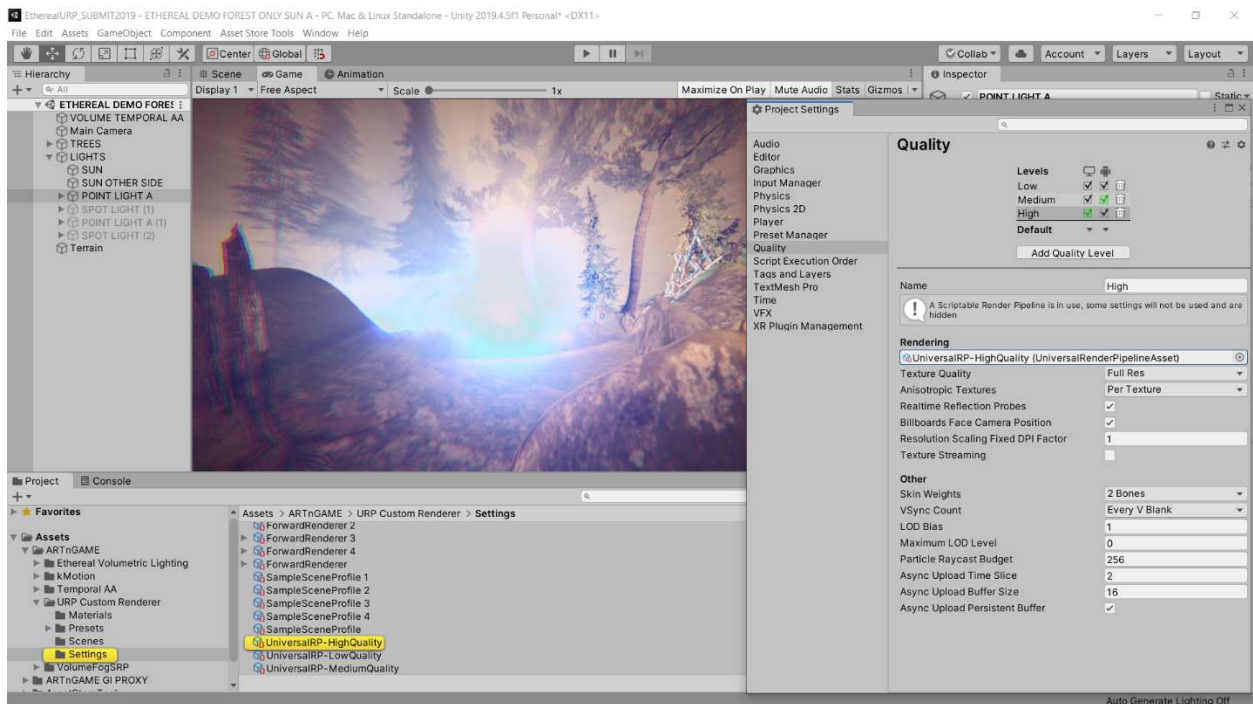 EtherealURP_SUBMIT2019 - ETHEREAL DEMO FOREST ONLY SUN A - PC, Mac & Linux Standalone - Unity 2019.4.5f1 Personal* <DX11>
File Edit Assets GameObject Component Asset Store Tools Window Help
Center Global Collab Account Layers Layout
Hierarchy
All
ETHEREAL DEMO FORES
VOLUME TEMPORAL AA
Main Camera
TREES
LIGHTS
SUN
SUN OTHER SIDE
POINT LIGHT A
SPOT LIGHT (1)
POINT LIGHT A (1)
SPOT LIGHT (2)
Terrain
Scene Game Animation
Display 1 Free Aspect Scale 1x Maximize On Play Mute Audio Stats Gizmos
Inspector
POINT LIGHT A Static
Project Settings
Audio
Editor
Graphics
Input Manager
Physics
Physics 2D
Player
Preset Manager
Quality
Script Execution Order
Tags and Layers
TextMesh Pro
Time
VFX
XR Plugin Management
Quality
Levels
Low
Medium
High
Default
Add Quality Level
Name High
A Scriptable Render Pipeline is in use, some settings will not be used and are
hidden
Rendering
UniversalRP-HighQuality (UniversalRenderPipelineAsset)
Texture Quality Full Res
Anisotropic Textures Per Texture
Realtime Reflection Probes
Billboards Face Camera Position
Resolution Scaling Fixed DPI Factor 1
Texture Streaming
Other
Skin Weights 2 Bones
VSync Count Every V Blank
LOD Bias 1
Maximum LOD Level 0
Particle Raycast Budget 256
Async Upload Time Slice 2
Async Upload Buffer Size 16
Async Upload Persistent Buffer
Project Console
Favorites
Assets
ARTnGAME
Ethereal Volumetric Lighting
kMotion
Temporal AA
URP Custom Renderer
Materials
Presets
Scenes
Settings
VolumeFogSRP
ARTnGAME GI PROXY
Assets > ARTnGAME > URP Custom Renderer > Settings
ForwardRenderer 2
ForwardRenderer 3
ForwardRenderer 4
ForwardRenderer
SampleSceneProfile 1
SampleSceneProfile 2
SampleSceneProfile 3
SampleSceneProfile 4
SampleSceneProfile
UniversalRP-HighQuality
UniversalRP-LowQuality
UniversalRP-MediumQuality
Auto Generate Lighting Off